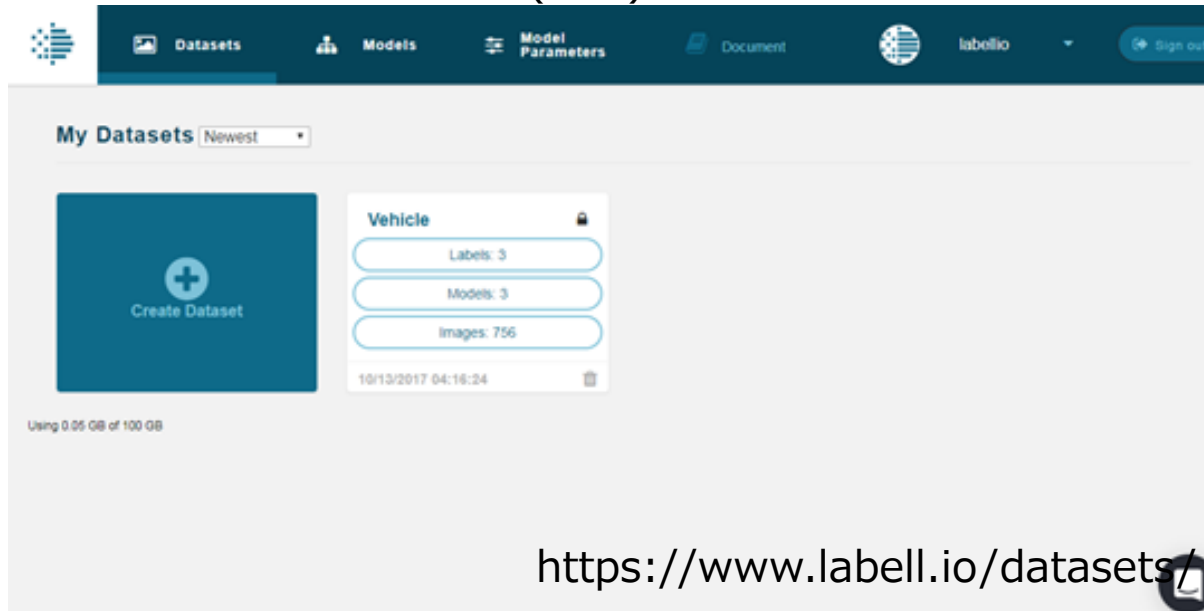 Datasets
Models
Model
Parameters
Document
labellio
Sign out
My Datasets Newest
Create Dataset
Vehicle
Labels: 3
Models: 3
Images: 756
10/13/2017 04:16:24
Using 0.05 GB of 100 GB
https://www.labell.io/datasets/